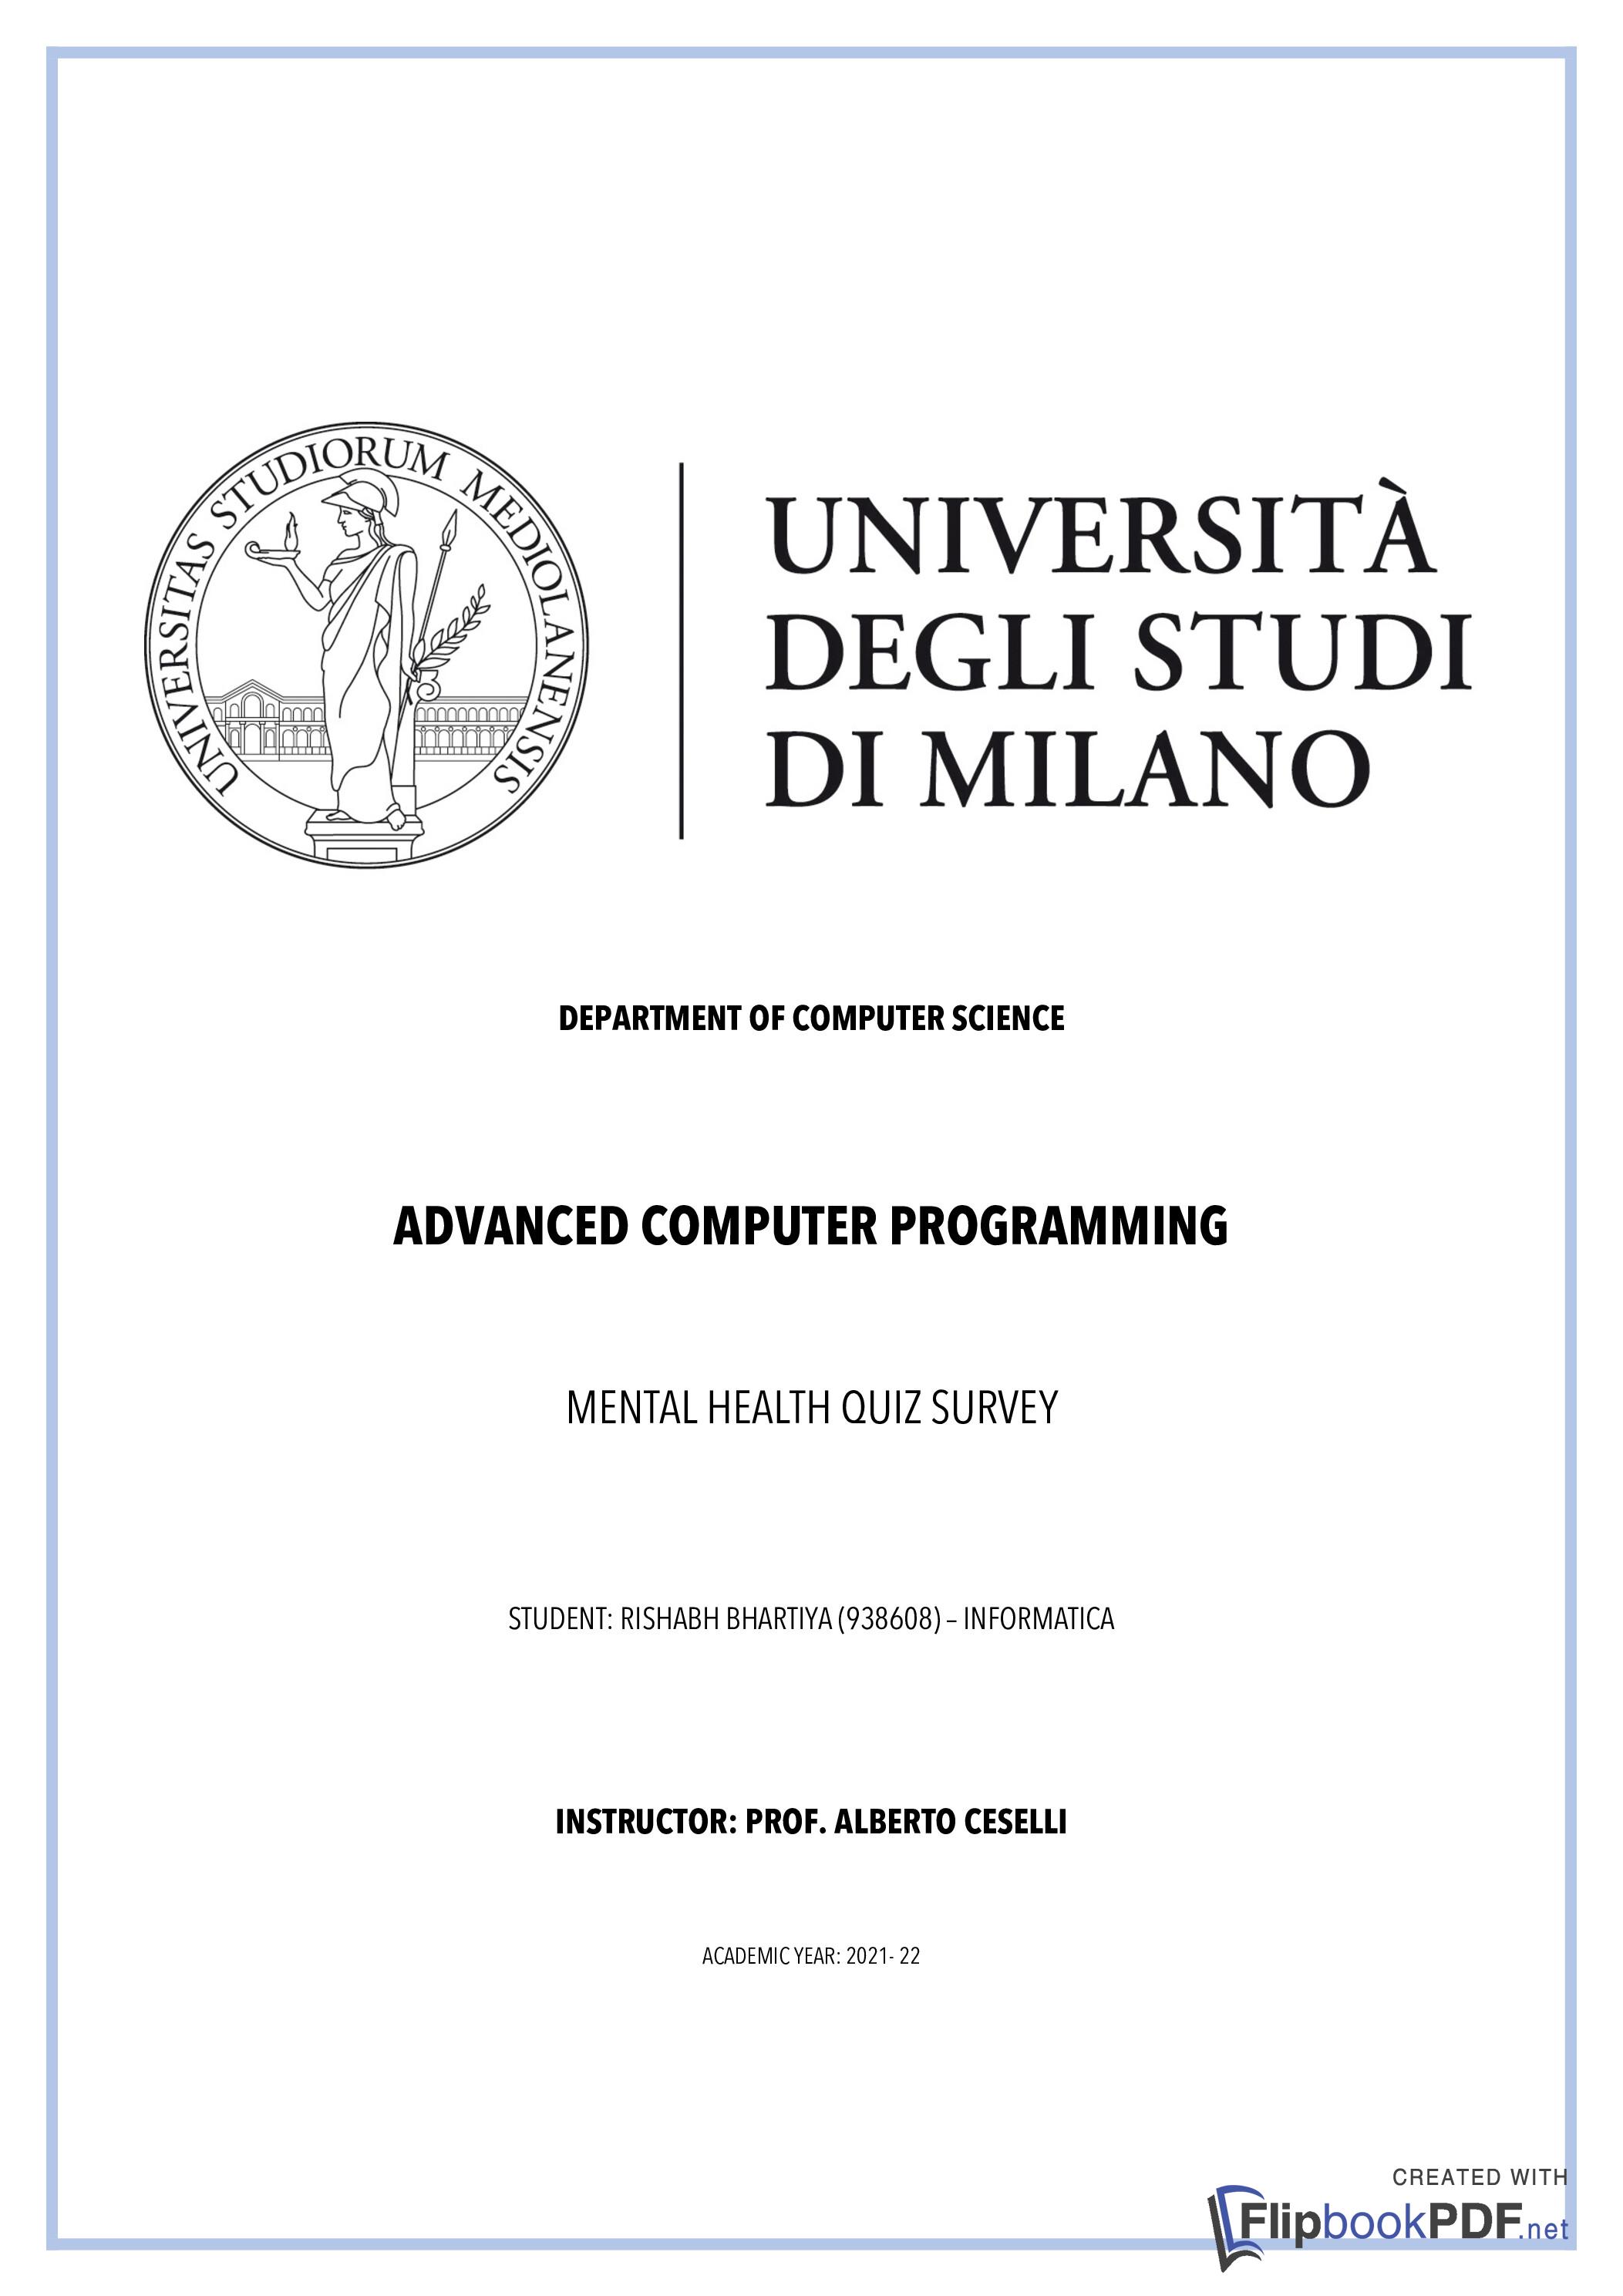 UNIVERSITAS STUDIORUM MEDIOLANENSIS
UNIVERSITÀ
DEGLI STUDI
DI MILANO
DEPARTMENT OF COMPUTER SCIENCE
ADVANCED COMPUTER PROGRAMMING
MENTAL HEALTH QUIZ SURVEY
STUDENT: RISHABH BHARTIYA (938608) – INFORMATICA
INSTRUCTOR: PROF. ALBERTO CESELLI
ACADEMIC YEAR: 2021- 22
CREATED WITH
FlipbookPDF.net